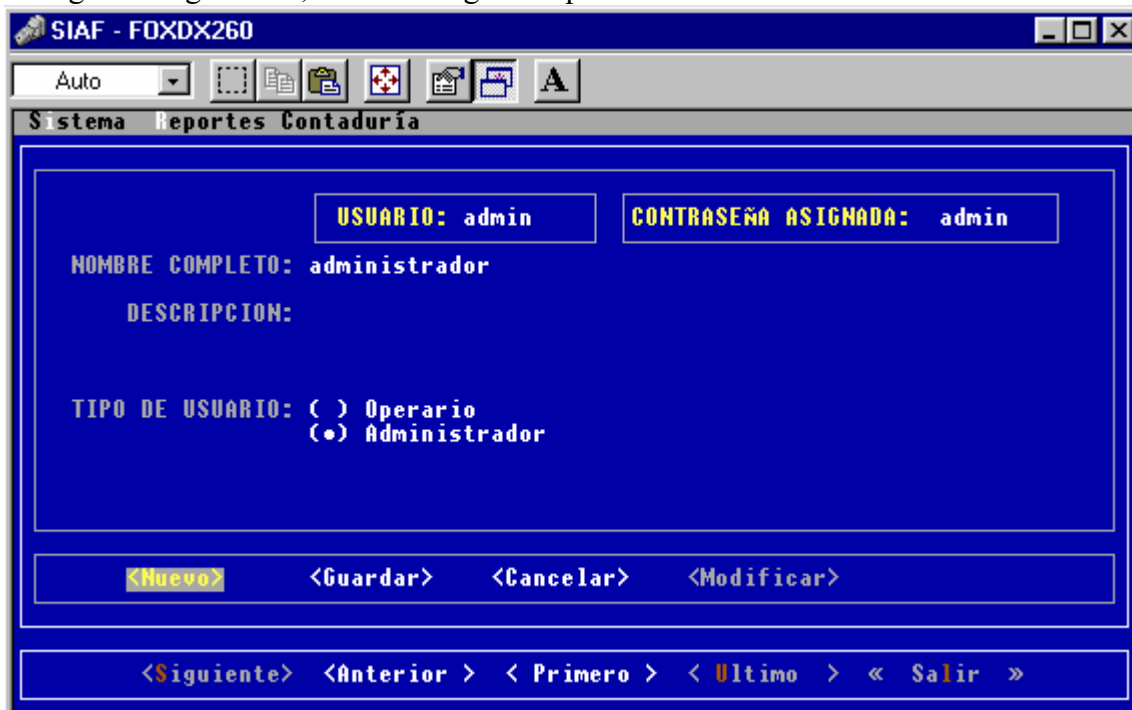 SIAF - FOXDX260
Auto
A
Sistema Reportes Contaduría
USUARIO: admin CONTRASEñA ASIGNADA: admin
NOMBRE COMPLETO: administrador
DESCRIPCION:
TIPO DE USUARIO: ( ) Operario
(•) Administrador
<Nuevo> <Guardar> <Cancelar> <Modificar>
<Siguiente> <Anterior > < Primero > < Ultimo > « Salir »